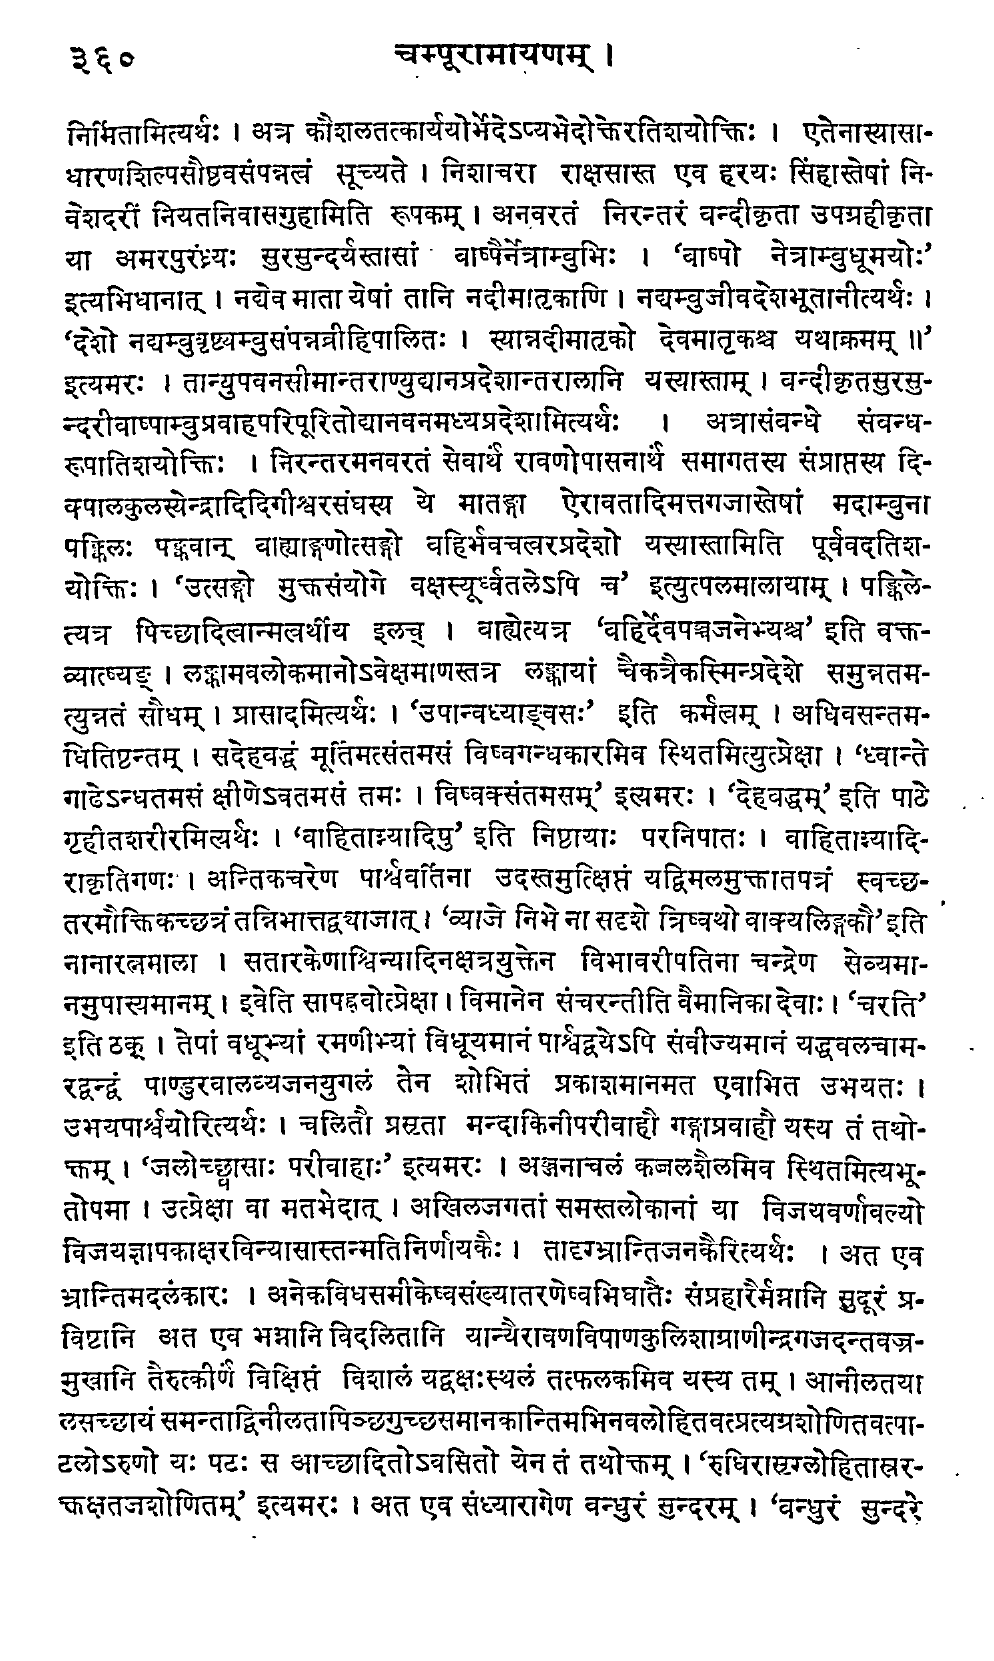 ३६० चम्पूरामायणम् ।
निर्मितामित्यर्थः । अत्र कौशलतत्कार्ययोर्भेदेऽप्यभेदोक्तेरतिशयोक्तिः । एतेनास्यासा-
धारणशिल्पसौष्ठवसंपन्नत्वं सूच्यते । निशाचरा राक्षसास्त एव हरयः सिंहास्तेषां नि-
वेशदरीं नियतनिवासगुहामिति रूपकम् । अनवरतं निरन्तरं वन्दीकृता उपग्रहीकृता
या अमरपुरंध्र्यः सुरसुन्दर्यस्तासां वाष्पैर्नेत्राम्बुभिः । ‘वाष्पो नेत्राम्बुधूमयोः’
इत्यभिधानात् । नद्येव माता येषां तानि नदीमातृकाणि । नद्यम्बुजीवदेशभूतानीत्यर्थः ।
‘देशो नद्यम्बुवृष्ट्यम्बुसंपन्नव्रीहिपालितः । स्यान्नदीमातृको देवमातृकश्च यथाक्रमम् ॥’
इत्यमरः । तान्युपवनसीमान्तराण्युद्यानप्रदेशान्तरालानि यस्यास्ताम् । वन्दीकृतसुरसु-
न्दरीवाष्पाम्बुप्रवाहपरिपूरितोद्यानवनमध्यप्रदेशामित्यर्थः । अत्रासंवन्धे संवन्ध-
रूपातिशयोक्तिः । निरन्तरमनवरतं सेवार्थं रावणोपासनार्थं समागतस्य संप्राप्तस्य दि-
क्पालकुलस्येन्द्रादिदिगीश्वरसंघस्य ये मातङ्गा ऐरावतादिमत्तगजास्तेषां मदाम्बुना
पङ्किलः पङ्कवान् वाह्याङ्गणोत्सङ्गो वहिर्भवचत्वरप्रदेशो यस्यास्तामिति पूर्ववदतिश-
योक्तिः । ‘उत्सङ्गो मुक्तसंयोगे वक्षस्यूर्ध्वतलेऽपि च’ इत्युत्पलमालायाम् । पङ्किले-
त्यत्र पिच्छादित्वान्मत्वर्थीय इलच् । वाह्येत्यत्र ‘वहिर्देवपञ्चजनेभ्यश्च’ इति वक्त-
व्यात्ष्यङ् । लङ्कामवलोकमानोऽवेक्षमाणस्तत्र लङ्कायां चैकत्रैकस्मिन्प्रदेशे समुन्नतम-
त्युन्नतं सौधम् । प्रासादमित्यर्थः । ‘उपान्वध्याङ्वसः’ इति कर्मत्वम् । अधिवसन्तम-
धितिष्ठन्तम् । सदेहवद्धं मूर्तिमत्संतमसं विष्वगन्धकारमिव स्थितमित्युत्प्रेक्षा । ‘ध्वान्ते
गाढेऽन्धतमसं क्षीणेऽवतमसं तमः । विष्वक्संतमसम्’ इत्यमरः । ‘देहवद्धम्’ इति पाठे
गृहीतशरीरमित्यर्थः । ‘वाहिताग्न्यादिषु’ इति निष्ठायाः परनिपातः । वाहिताग्न्यादि-
राकृतिगणः । अन्तिकचरेण पार्श्ववर्तिना उदस्तमुत्क्षिप्तं यद्विमलमुक्तातपत्रं स्वच्छ-
तरमौक्तिकच्छत्रं तन्निभात्तद्व्याजात् । ‘व्याजे निभे ना सदृशे त्रिष्वथो वाक्यलिङ्गकौ’ इति
नानारत्नमाला । सतारकेणाश्विन्यादिनक्षत्रयुक्तेन विभावरीपतिना चन्द्रेण सेव्यमा-
नमुपास्यमानम् । इवेति सापह्नवोत्प्रेक्षा । विमानेन संचरन्तीति वैमानिका देवाः । ‘चरति’
इति ठक् । तेषां वधूभ्यां रमणीभ्यां विधूयमानं पार्श्वद्वयेऽपि संवीज्यमानं यद्धवलचाम-
रद्वन्द्वं पाण्डुरवालव्यजनयुगलं तेन शोभितं प्रकाशमानमत एवाभित उभयतः ।
उभयपार्श्वयोरित्यर्थः । चलितौ प्रसृता मन्दाकिनीपरीवाहौ गङ्गाप्रवाहौ यस्य तं तथो-
क्तम् । ‘जलोच्छ्वासाः परीवाहाः’ इत्यमरः । अञ्जनाचलं कज्जलशैलमिव स्थितमित्यभू-
तोपमा । उत्प्रेक्षा वा मतभेदात् । अखिलजगतां समस्तलोकानां या विजयवर्णावल्यो
विजयज्ञापकाक्षरविन्यासास्तन्मतिनिर्णायकैः । तादृग्भ्रान्तिजनकैरित्यर्थः । अत एव
भ्रान्तिमदलंकारः । अनेकविधसमीकेष्वसंख्यातरणेष्वभिघातैः संप्रहारैर्मग्नानि सुदूरं प्र-
विष्टानि अत एव भग्नानि विदलितानि यान्यैरावणविषाणकुलिशाग्राणीन्द्रगजदन्तवज्र-
मुखानि तैरुत्कीर्णं विक्षिप्तं विशालं यद्वक्षःस्थलं तत्फलकमिव यस्य तम् । आनीलतया
लसच्छायं समन्ताद्विनीलतापिञ्छगुच्छसमानकान्तिमभिनवलोहितवत्प्रत्यग्रशोणितवत्पा-
टलोऽरुणो यः पटः स आच्छादितोऽवसितो येन तं तथोक्तम् । ‘रुधिरासृग्लोहितास्रर-
क्तक्षतजशोणितम्’ इत्यमरः । अत एव संध्यारागेण वन्धुरं सुन्दरम् । ‘वन्धुरं सुन्दरे